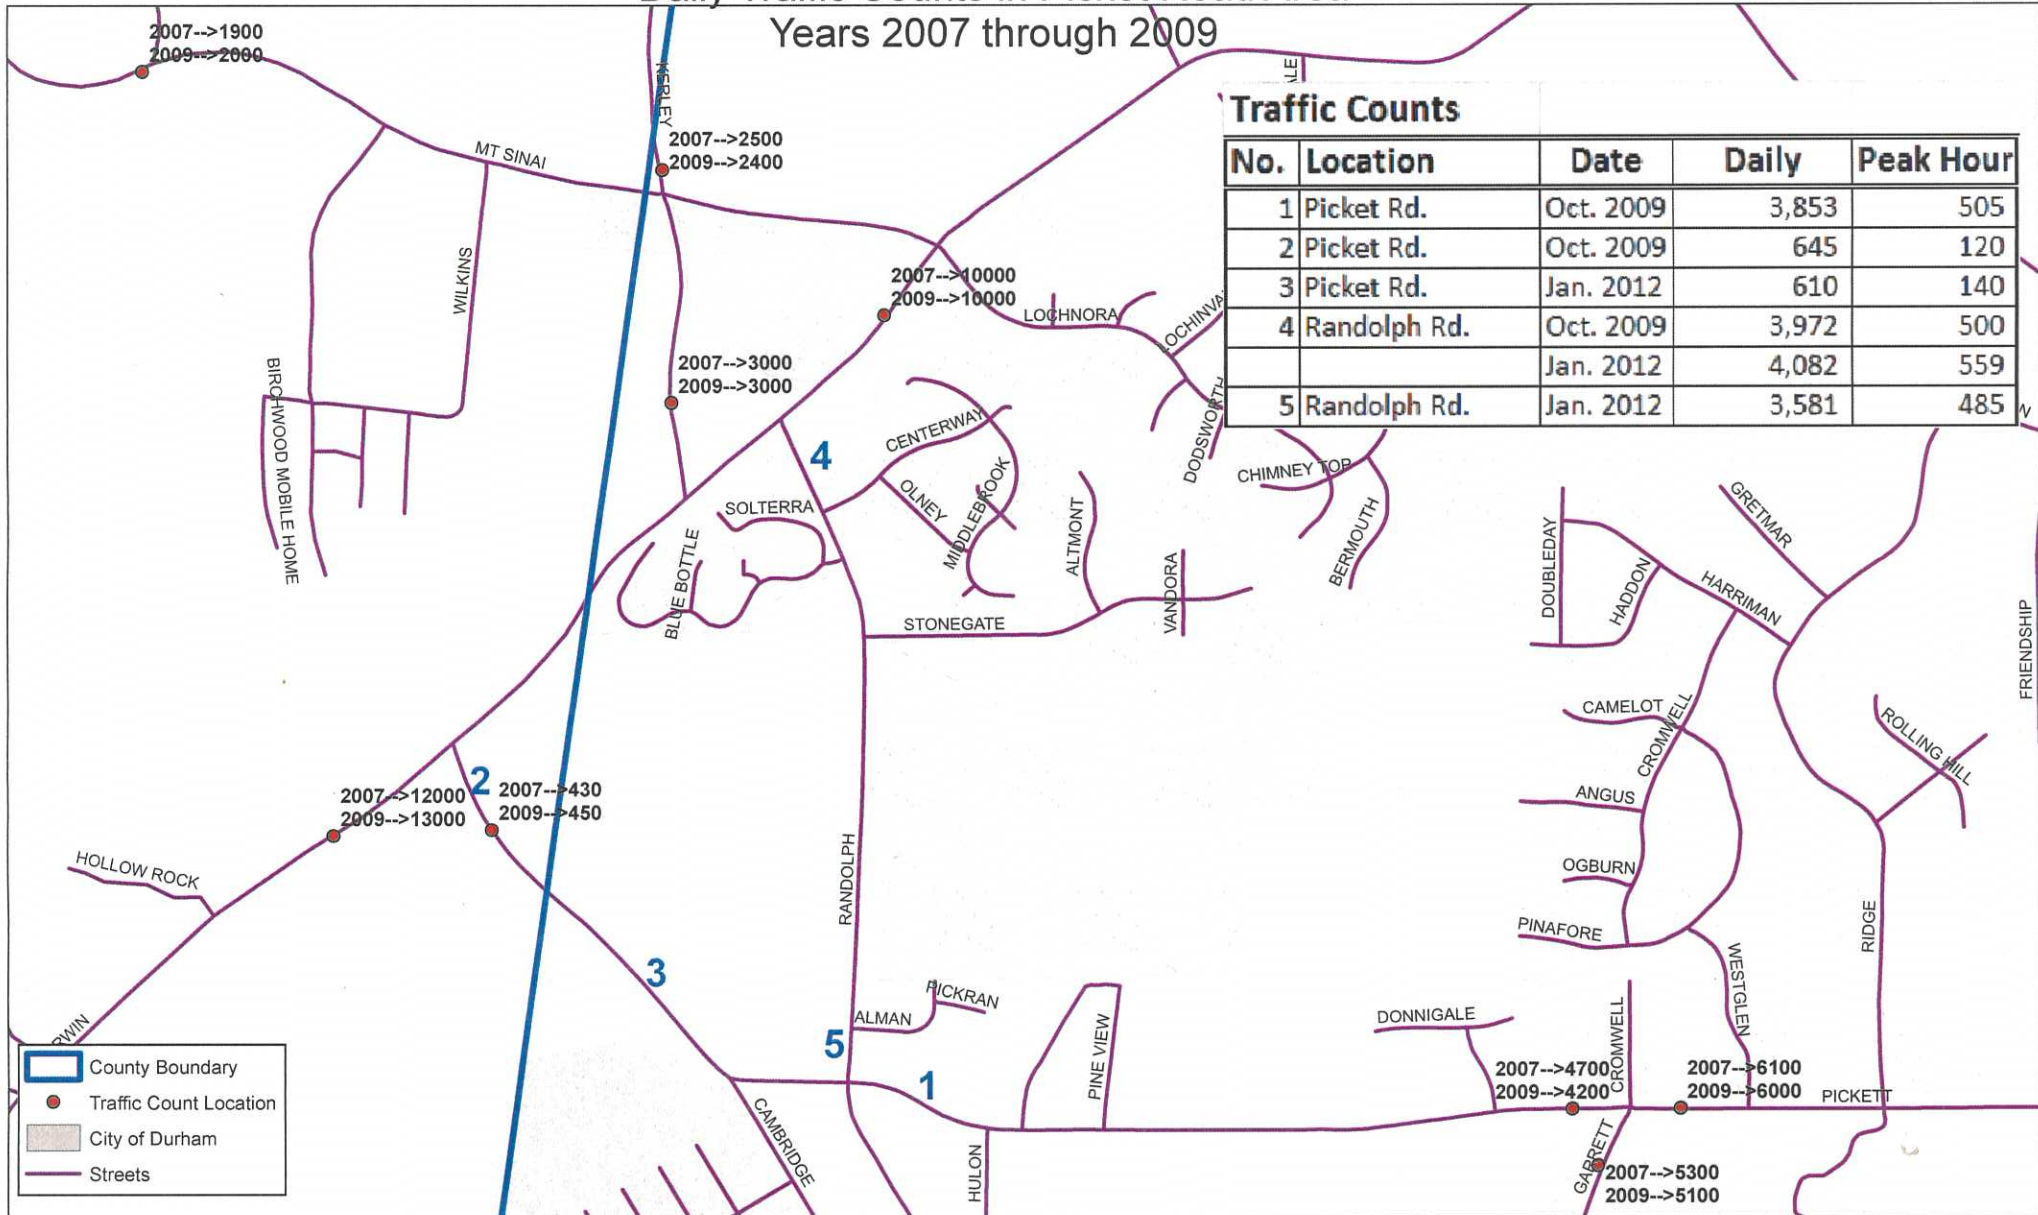 Years 2007 through 2009
2007-->1900
2009-->2000
KERLEY
2007-->2500
2009-->2400
MT SINAI
WILKINS
BIRCHWOOD MOBILE HOME
2007-->10000
2009-->10000
LOCHNORA
2007-->3000
2009-->3000
Traffic Counts
No. Location Date Daily Peak Hour
1 Picket Rd. Oct. 2009 3,853 505
2 Picket Rd. Oct. 2009 645 120
3 Picket Rd. Jan. 2012 610 140
4 Randolph Rd. Oct. 2009 3,972 500
Jan. 2012 4,082 559
5 Randolph Rd. Jan. 2012 3,581 485
DODSWORTH
CHIMNEY TOP
BERMOUTH
4
CENTERWAY
OLNEY
MIDDLEBROOK
SOLTERRA
BLUE BOTTLE
ALTMONT
VANDORA
STONEGATE
GRETMAR
DOUBLEDAY
HADDON
HARRIMAN
FRIENDSHIP
CAMELOT
CROMWELL
ROLLING HILL
ANGUS
OGBURN
PINAFORE
WESTGLEN
RIDGE
2
2007-->430
2009-->450
2007-->12000
2009-->13000
HOLLOW ROCK
RANDOLPH
3
5
ALMAN
PICKRAN
1
PINE VIEW
CAMBRIDGE
HULON
DONNIGALE
CROMWELL
2007-->4700
2009-->4200
2007-->6100
2009-->6000
PICKETT
GARRETT
2007-->5300
2009-->5100
County Boundary
Traffic Count Location
City of Durham
Streets